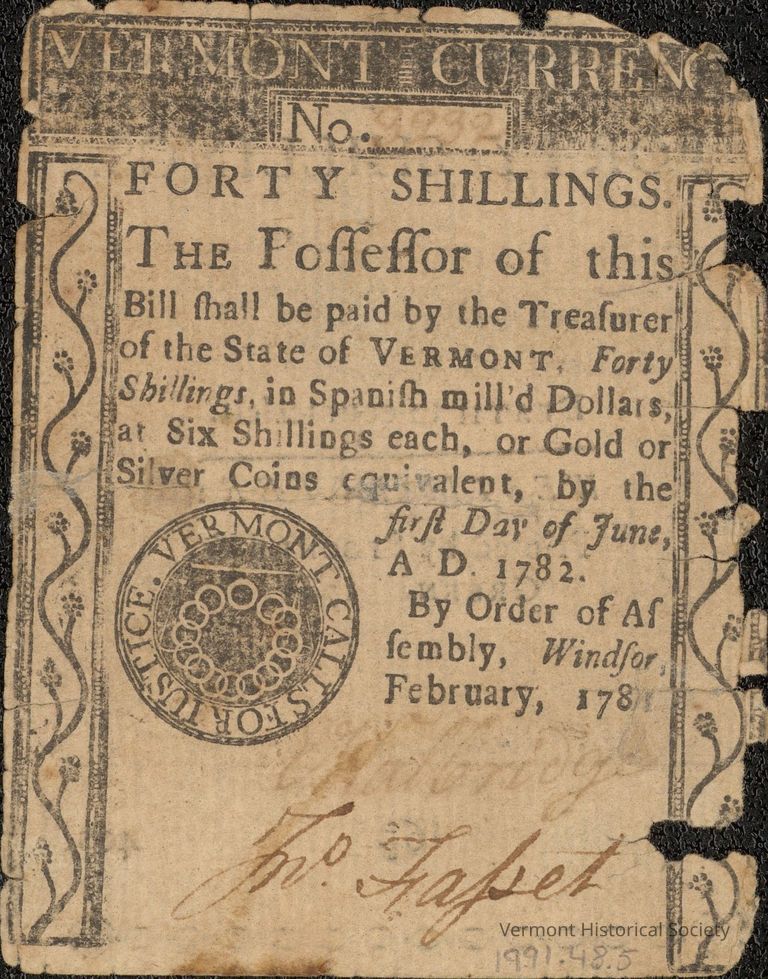 VERMONT CURRENC
No. 
FORTY SHILLINGS.
THE Poſſeſſor of this
Bill ſhall be paid by the Treaſurer
of the State of VERMONT, Forty
Shillings, in Spaniſh mill'd Dollars,
at Six Shillings each, or Gold or
Silver Coins equivalent, by the
firſt Day of June,
A D. 1782.
By Order of Aſ
ſembly, Windſor,
February, 178
VERMONT CALLS FOR JUSTICE.
Jnº. Faſset
Vermont Historical Society
1991.48.5